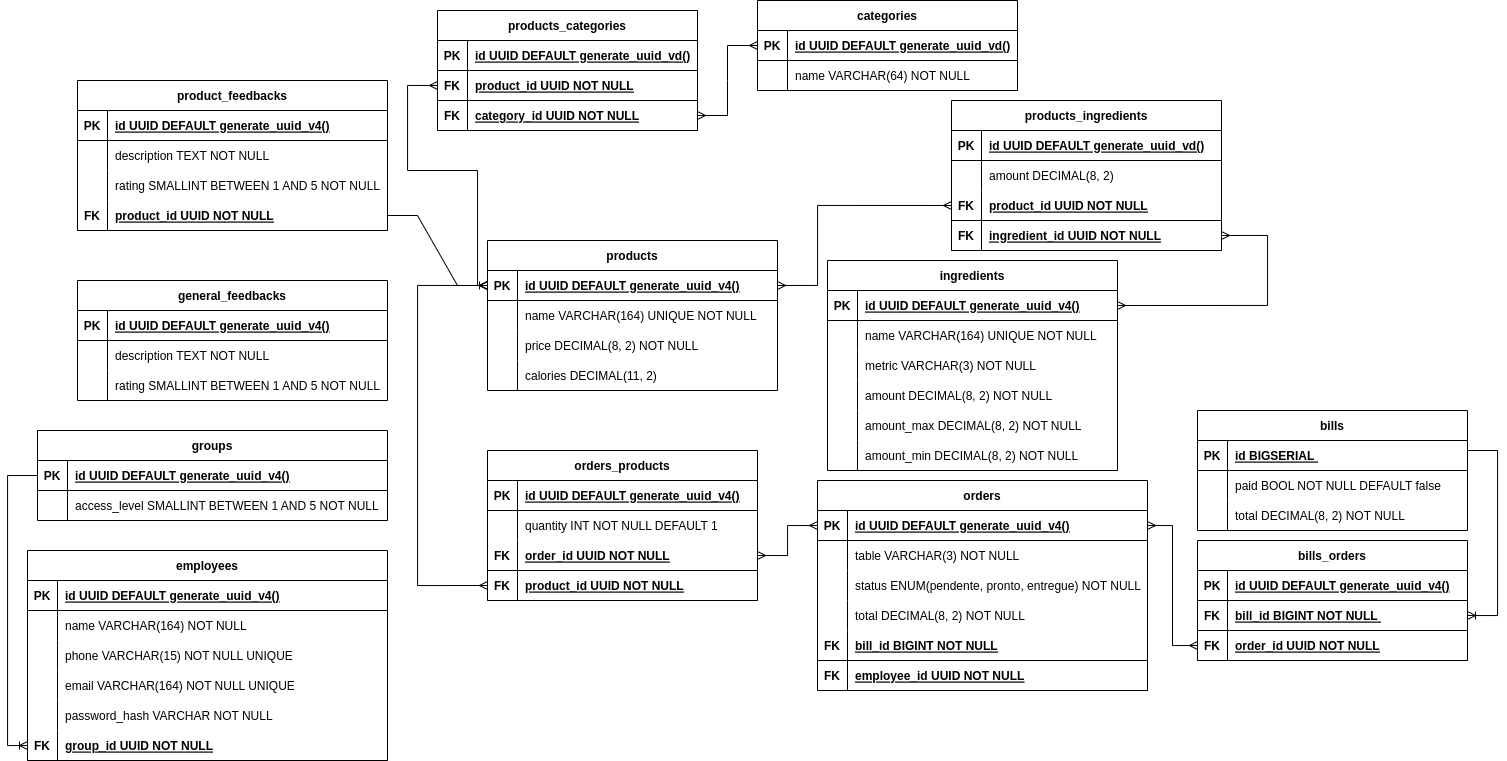 products_categories
PK id UUID DEFAULT generate_uuid_vd()
FK product_id UUID NOT NULL
FK category_id UUID NOT NULL
categories
PK id UUID DEFAULT generate_uuid_vd()
name VARCHAR(64) NOT NULL
product_feedbacks
PK id UUID DEFAULT generate_uuid_v4()
description TEXT NOT NULL
rating SMALLINT BETWEEN 1 AND 5 NOT NULL
FK product_id UUID NOT NULL
products_ingredients
PK id UUID DEFAULT generate_uuid_vd()
amount DECIMAL(8, 2)
FK product_id UUID NOT NULL
FK ingredient_id UUID NOT NULL
products
PK id UUID DEFAULT generate_uuid_v4()
name VARCHAR(164) UNIQUE NOT NULL
price DECIMAL(8, 2) NOT NULL
calories DECIMAL(11, 2)
ingredients
PK id UUID DEFAULT generate_uuid_v4()
name VARCHAR(164) UNIQUE NOT NULL
metric VARCHAR(3) NOT NULL
amount DECIMAL(8, 2) NOT NULL
amount_max DECIMAL(8, 2) NOT NULL
amount_min DECIMAL(8, 2) NOT NULL
general_feedbacks
PK id UUID DEFAULT generate_uuid_v4()
description TEXT NOT NULL
rating SMALLINT BETWEEN 1 AND 5 NOT NULL
groups
PK id UUID DEFAULT generate_uuid_v4()
access_level SMALLINT BETWEEN 1 AND 5 NOT NULL
orders_products
PK id UUID DEFAULT generate_uuid_v4()
quantity INT NOT NULL DEFAULT 1
FK order_id UUID NOT NULL
FK product_id UUID NOT NULL
orders
PK id UUID DEFAULT generate_uuid_v4()
table VARCHAR(3) NOT NULL
status ENUM(pendente, pronto, entregue) NOT NULL
total DECIMAL(8, 2) NOT NULL
FK bill_id BIGINT NOT NULL
FK employee_id UUID NOT NULL
bills
PK id BIGSERIAL
paid BOOL NOT NULL DEFAULT false
total DECIMAL(8, 2) NOT NULL
bills_orders
PK id UUID DEFAULT generate_uuid_v4()
FK bill_id BIGINT NOT NULL
FK order_id UUID NOT NULL
employees
PK id UUID DEFAULT generate_uuid_v4()
name VARCHAR(164) NOT NULL
phone VARCHAR(15) NOT NULL UNIQUE
email VARCHAR(164) NOT NULL UNIQUE
password_hash VARCHAR NOT NULL
FK group_id UUID NOT NULL